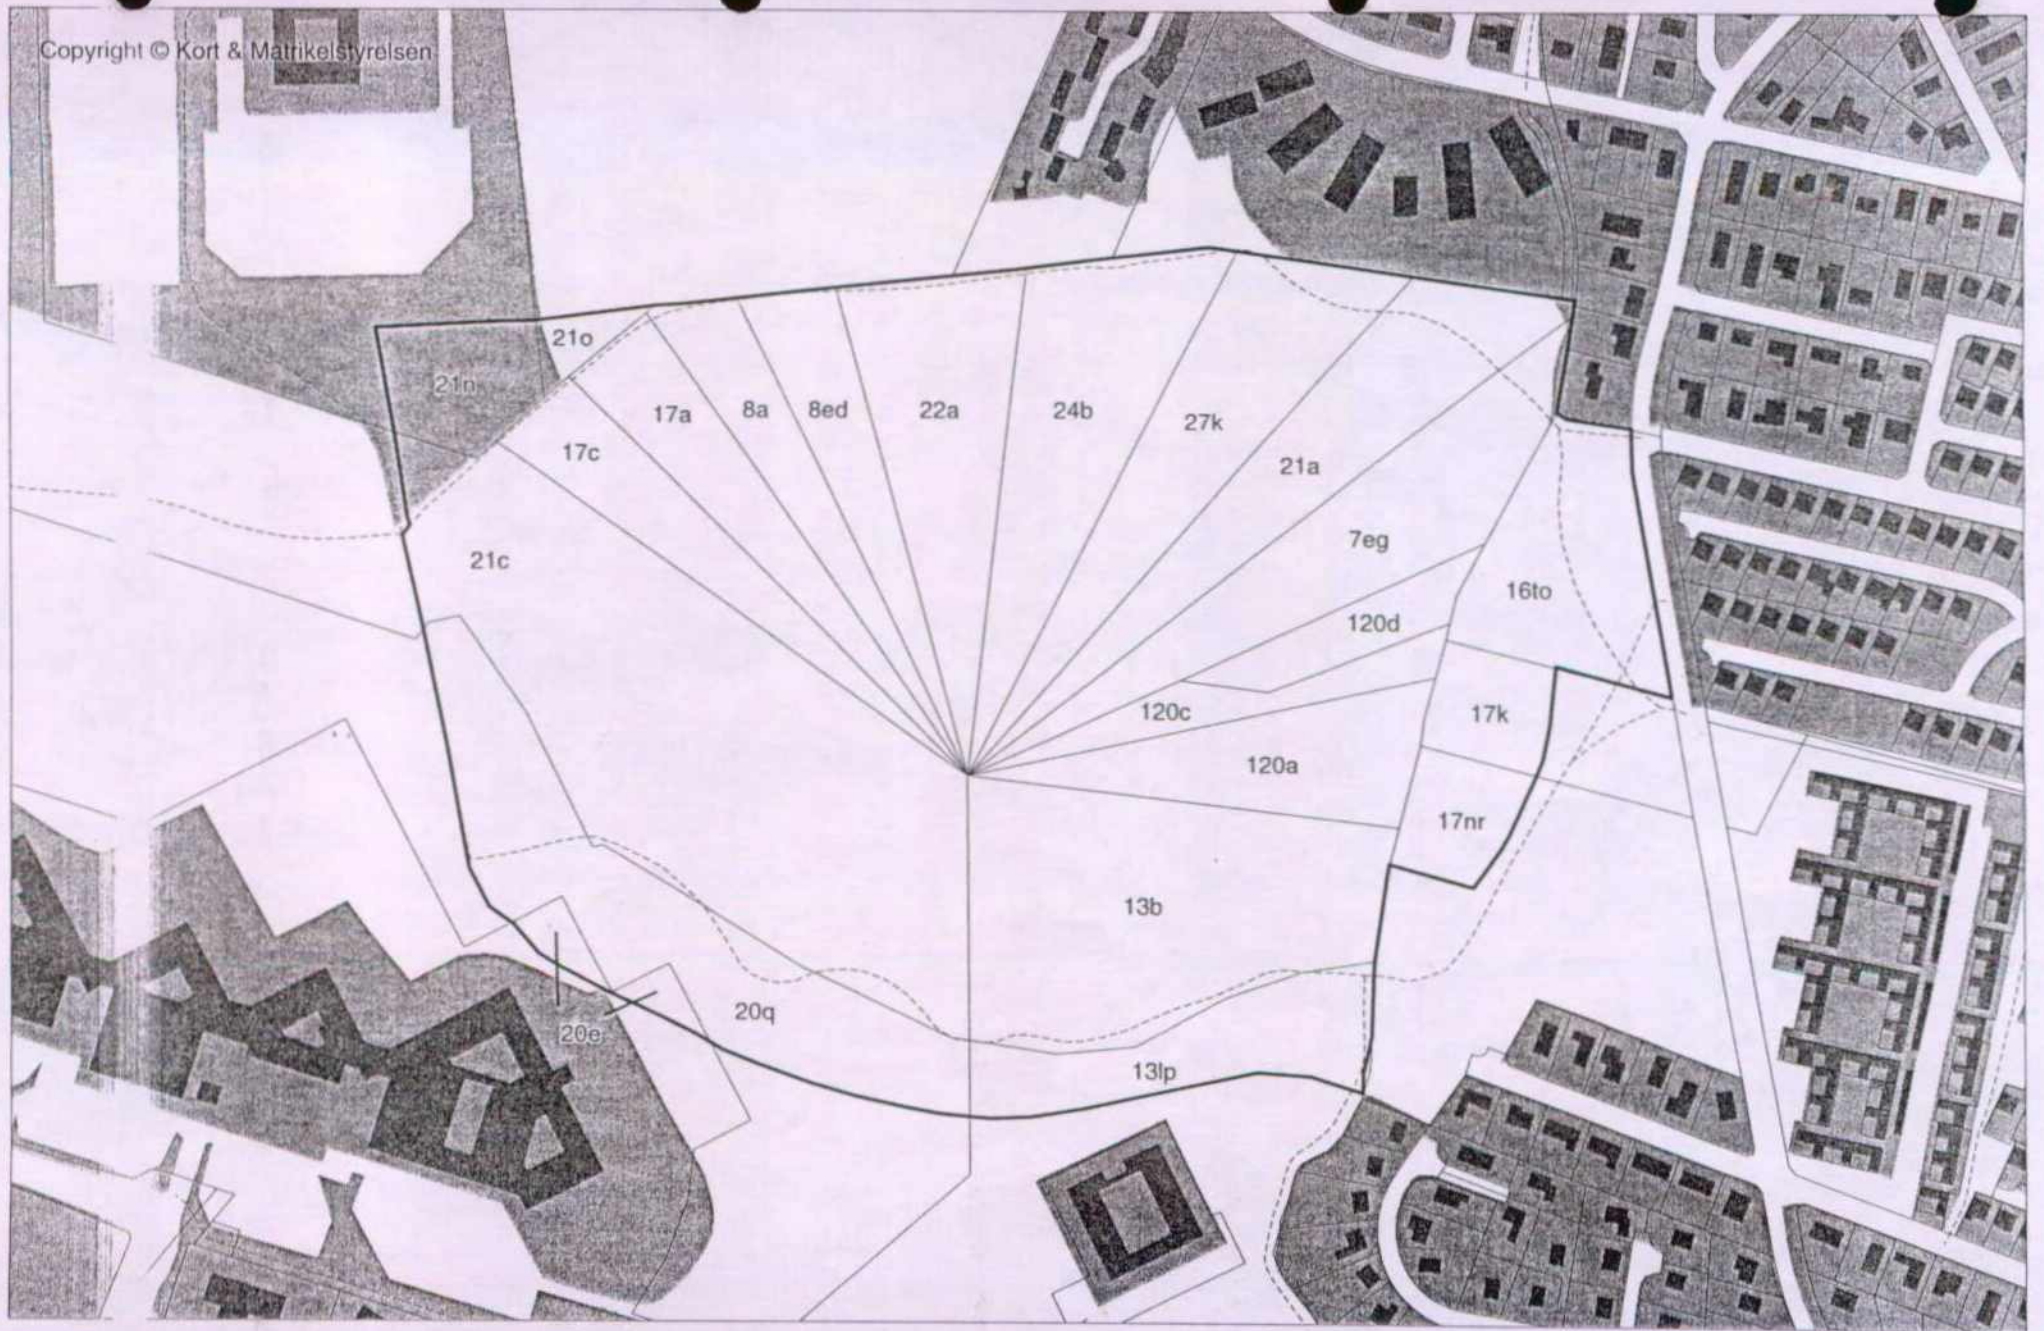 Copyright © Kort & Matrikelstyrelsen
21o
21n
17c
17a
8a
8ed
22a
24b
27k
21a
21c
7eg
16to
120d
120c
17k
120a
17nr
13b
20q
20e
13lp